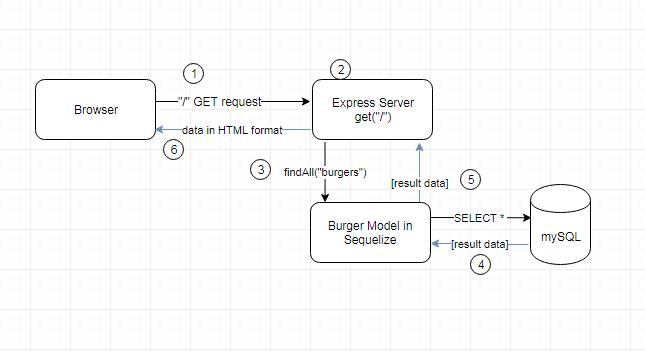 1
2
Browser
"/" GET request
Express Server
get("/")
data in HTML format
6
3
findAll("burgers")
[result data]
5
Burger Model in
Sequelize
SELECT *
mySQL
[result data]
4